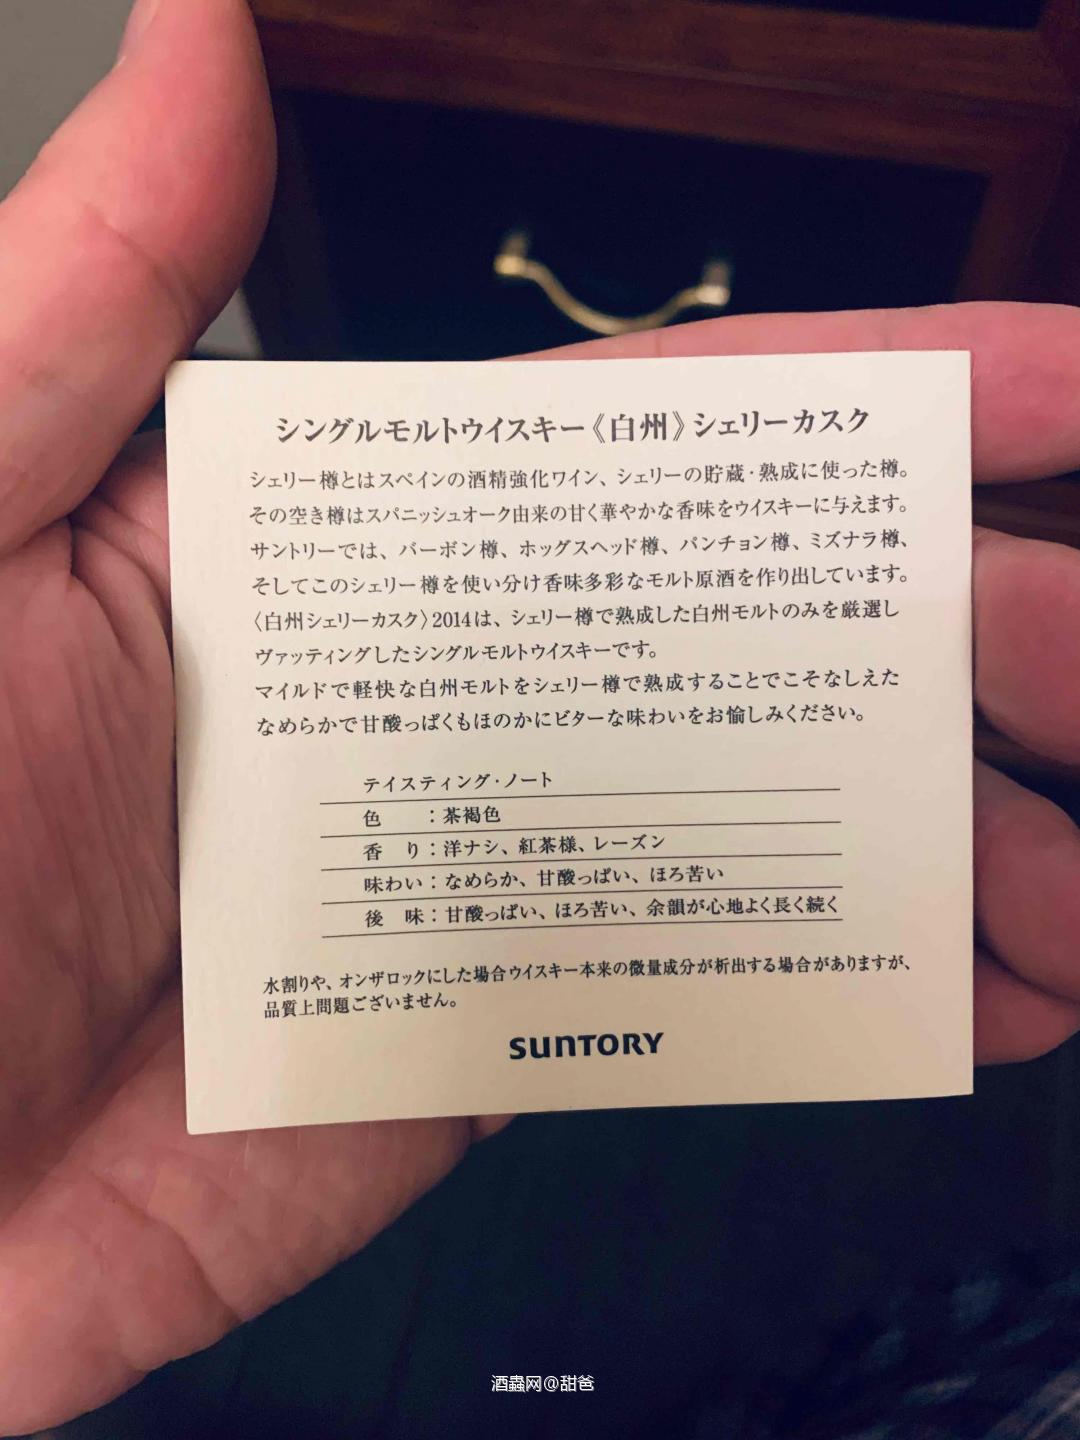 シングルモルトウイスキー《白州》シェリーカスク
シェリー樽とはスペインの酒精強化ワイン、シェリーの貯蔵・熟成に使った樽。
その空き樽はスパニッシュオーク由来の甘く華やかな香味をウイスキーに与えます。
サントリーでは、バーボン樽、ホッグスヘッド樽、パンチョン樽、ミズナラ樽、
そしてこのシェリー樽を使い分け香味多彩なモルト原酒を作り出しています。
〈白州シェリーカスク〉2014は、シェリー樽で熟成した白州モルトのみを厳選し
ヴァッティングしたシングルモルトウイスキーです。
マイルドで軽快な白州モルトをシェリー樽で熟成することでこそなしえた
なめらかで甘酸っぱくもほのかにビターな味わいをお愉しみください。
テイスティング・ノート
色　　：茶褐色
香　り：洋ナシ、紅茶様、レーズン
味わい：なめらか、甘酸っぱい、ほろ苦い
後　味：甘酸っぱい、ほろ苦い、余韻が心地よく長く続く
水割りや、オンザロックにした場合ウイスキー本来の微量成分が析出する場合がありますが、
品質上問題ございません。
SUNTORY
酒蟲网@甜爸